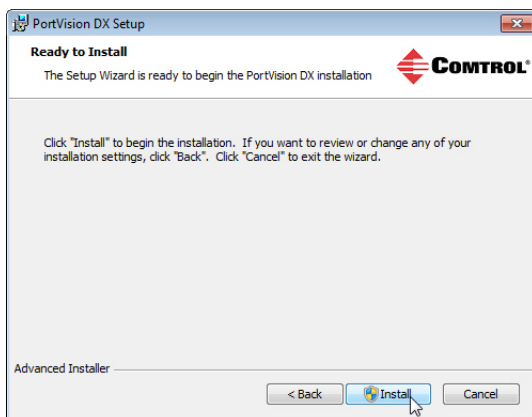 PortVision DX Setup
Ready to Install
The Setup Wizard is ready to begin the PortVision DX installation
COMTROL®
Click "Install" to begin the installation. If you want to review or change any of your
installation settings, click "Back". Click "Cancel" to exit the wizard.
Advanced Installer
< Back
Install
Cancel